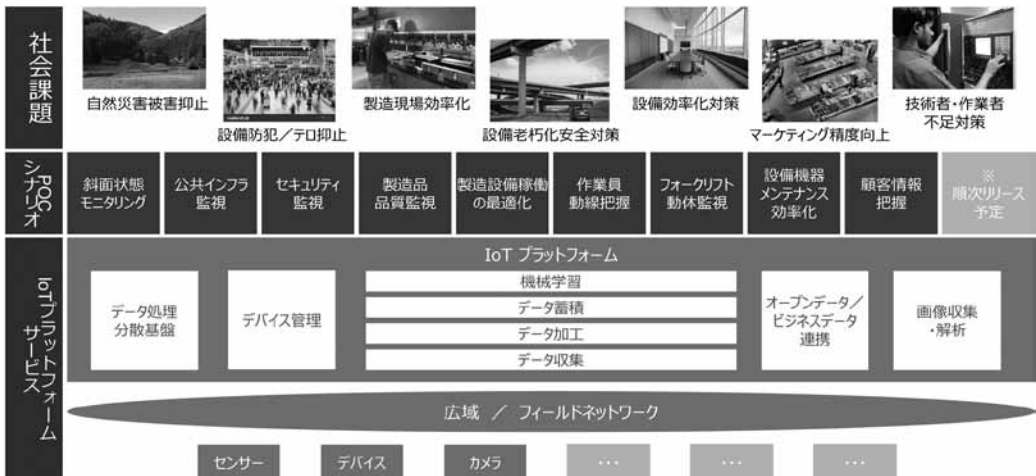 社会課題
自然災害被害抑止
設備防犯／テロ抑止
製造現場効率化
設備老朽化安全対策
設備効率化対策
マーケティング精度向上
技術者・作業者
不足対策
POC
シナリオ
斜面状態
モニタリング
公共インフラ
監視
セキュリティ
監視
製造品
品質監視
製造設備稼働
の最適化
作業員
動線把握
フォークリフト
動休監視
設備機器
メンテナンス
効率化
顧客情報
把握
※
順次リリース
予定
IoTプラットフォーム
サービス
IoT プラットフォーム
データ処理
分散基盤
デバイス管理
機械学習
データ蓄積
データ加工
データ収集
オープンデータ／
ビジネスデータ
連携
画像収集
・解析
広域 ／ フィールドネットワーク
センサー
デバイス
カメラ
…
…
…